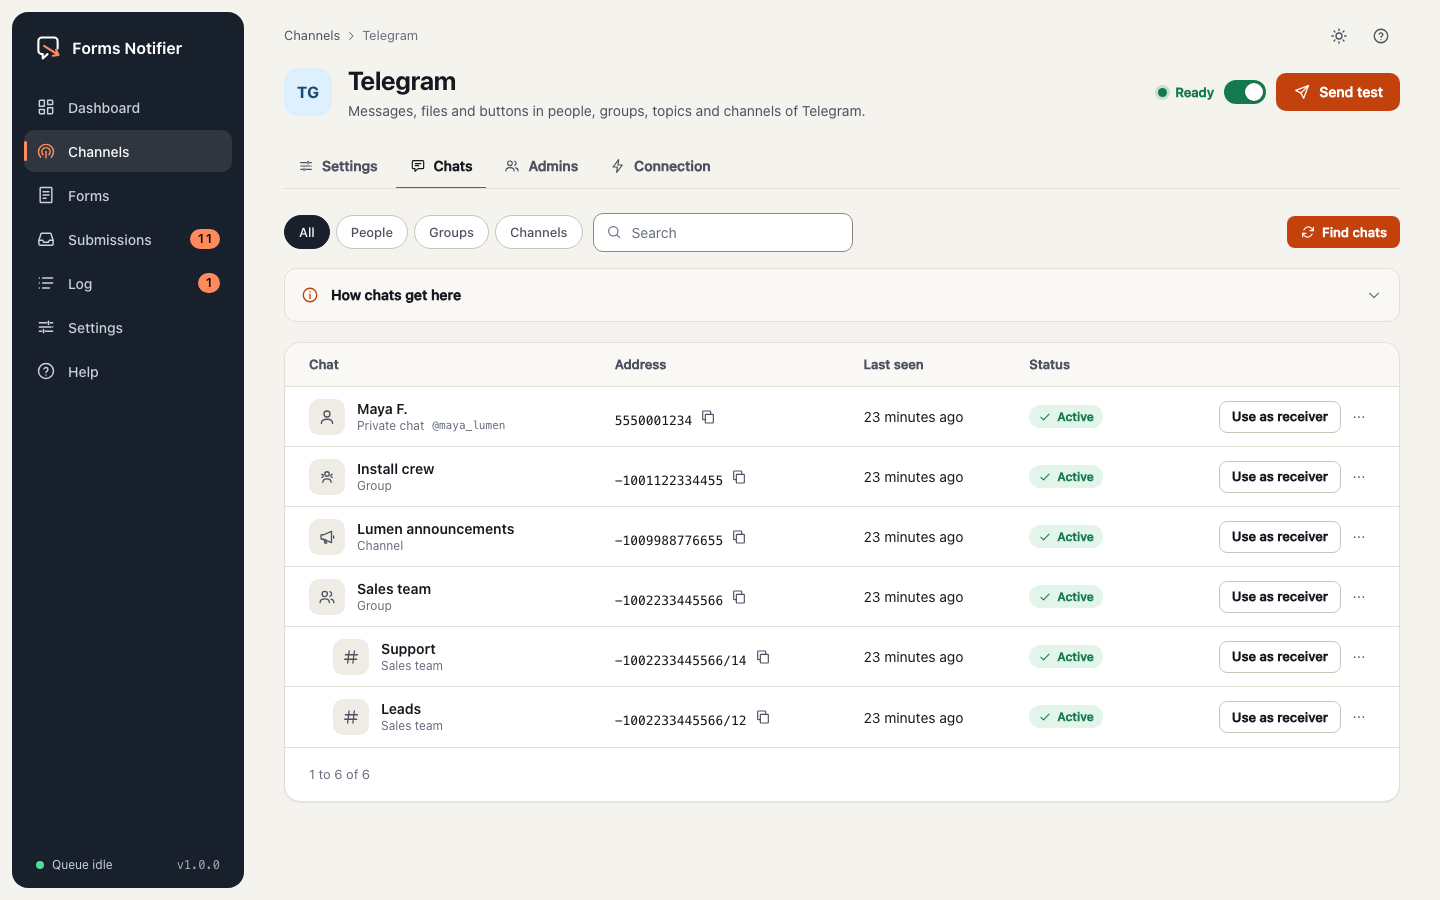 Forms Notifier
Dashboard
Channels
Forms
Submissions 11
Log 1
Settings
Help
Queue idle v1.0.0
Channels > Telegram
TG
Telegram
Messages, files and buttons in people, groups, topics and channels of Telegram.
Ready
Send test
Settings Chats Admins Connection
All People Groups Channels Search
Find chats
How chats get here
Chat Address Last seen Status
Maya F.
Private chat @maya_lumen
5550001234 23 minutes ago Active Use as receiver ...
Install crew
Group
-1001122334455 23 minutes ago Active Use as receiver ...
Lumen announcements
Channel
-1009988776655 23 minutes ago Active Use as receiver ...
Sales team
Group
-1002233445566 23 minutes ago Active Use as receiver ...
# Support
Sales team
-1002233445566/14 23 minutes ago Active Use as receiver ...
# Leads
Sales team
-1002233445566/12 23 minutes ago Active Use as receiver ...
1 to 6 of 6